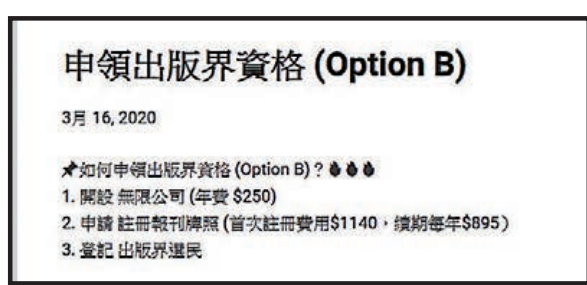 申領出版界資格 (Option B)
3月 16, 2020
📌如何申領出版界資格 (Option B)?💧💧💧
1. 開設 無限公司 (年費 $250)
2. 申請 註冊報刊牌照 (首次註冊費用$1140,續期每年$895)
3. 登記 出版界選民